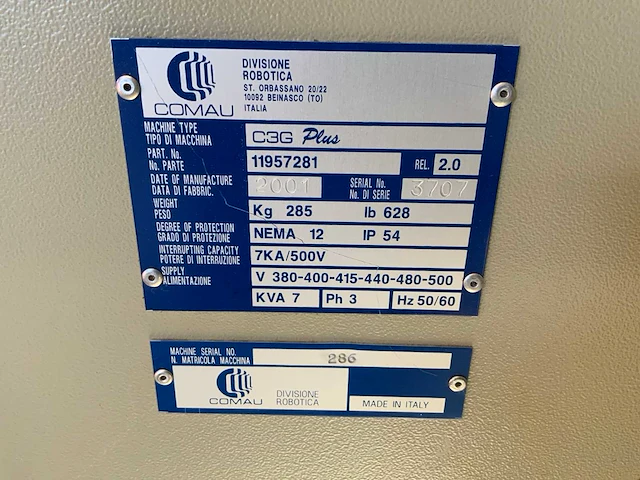 COMAU
DIVISIONE
ROBOTICA
ST. ORBASSANO 20/22
10092 BEINASCO (TO)
ITALIA
MACHINE TYPE
TIPO DI MACCHINA
C3G Plus
PART. No.
No. PARTE
11957281
REL. 2.0
DATE OF MANUFACTURE
DATA DI FABBRIC.
2001
SERIAL No.
No. DI SERIE
3707
WEIGHT
PESO
Kg 285 lb 628
DEGREE OF PROTECTION
GRADO DI PROTEZIONE
NEMA 12 IP 54
INTERRUPTING CAPACITY
POTERE DI INTERRUZIONE
7KA/500V
SUPPLY
ALIMENTAZIONE
V 380-400-415-440-480-500
KVA 7 Ph 3 Hz 50/60
MACHINE SERIAL NO.
N. MATRICOLA MACCHINA
286
COMAU
DIVISIONE
ROBOTICA
MADE IN ITALY